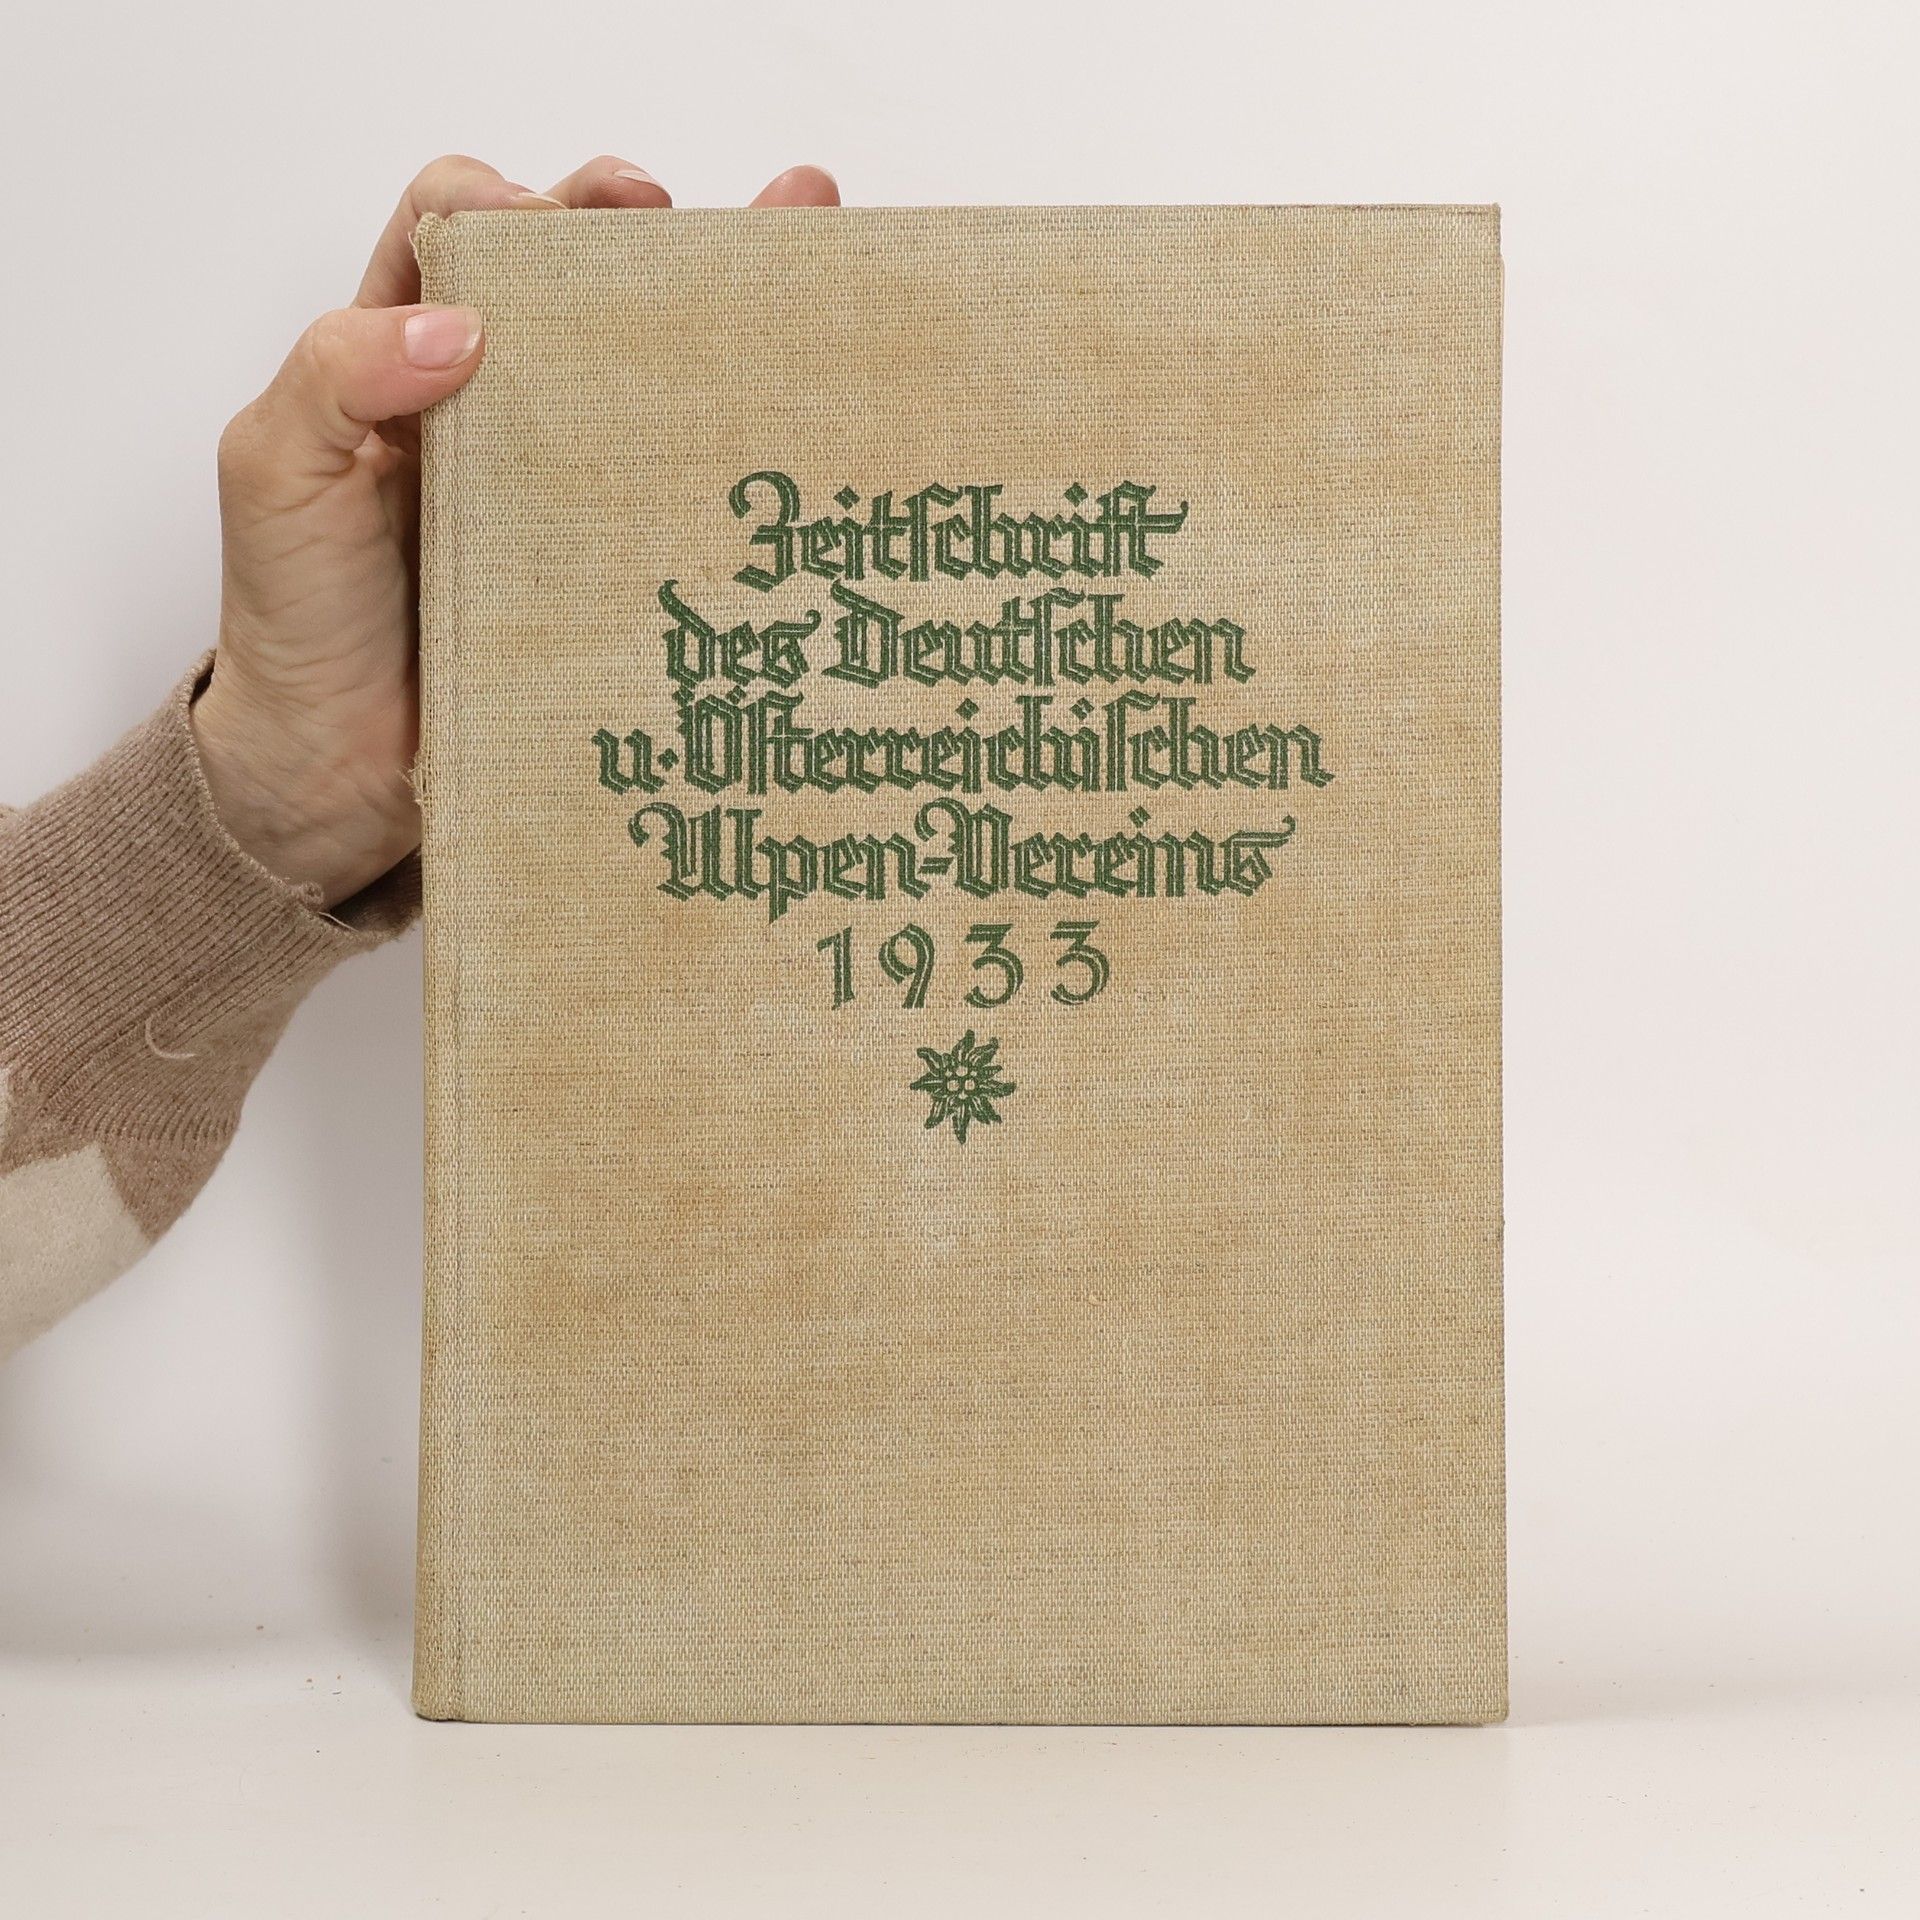 Zeitschrift
des Deutschen
u. Österreichischen
Alpen-Vereins
1933